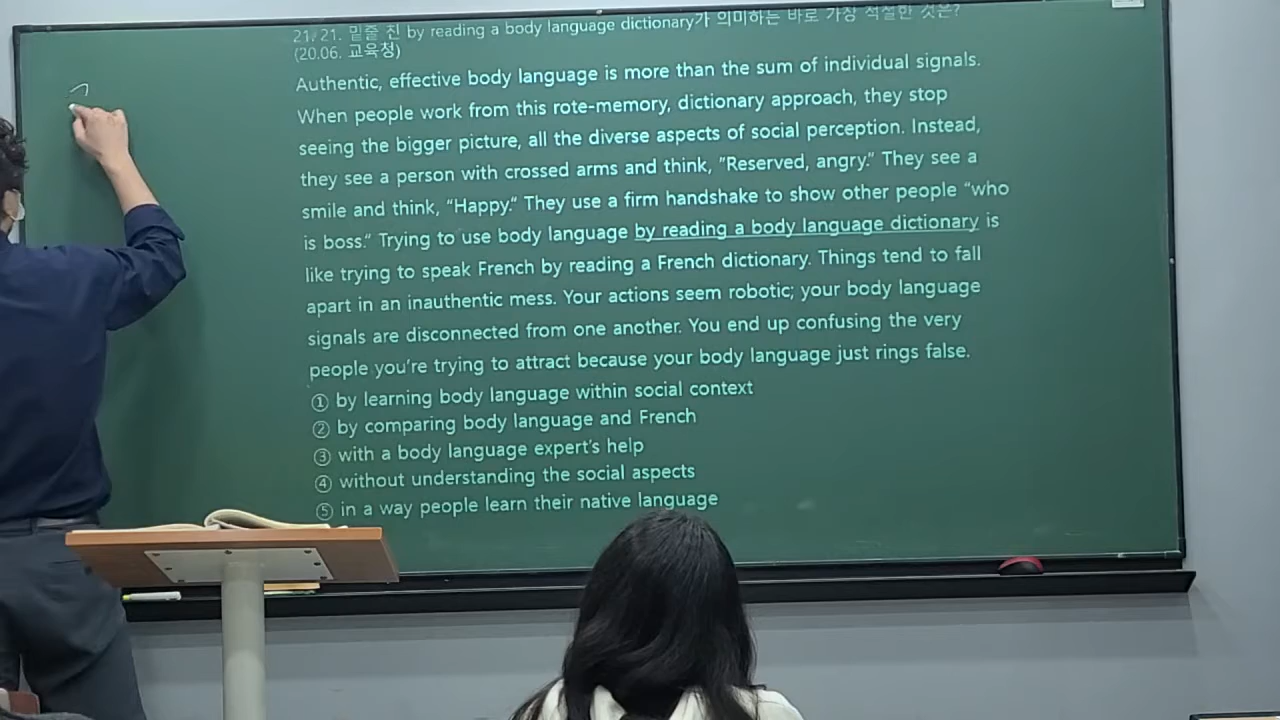 21. 21. 밑줄 친 by reading a body language dictionary가 의미하는 바로 가장 적절한 것은?
(20.06. 교육청)
Authentic, effective body language is more than the sum of individual signals.
When people work from this rote-memory, dictionary approach, they stop
seeing the bigger picture, all the diverse aspects of social perception. Instead,
they see a person with crossed arms and think, "Reserved, angry." They see a
smile and think, "Happy." They use a firm handshake to show other people "who
is boss." Trying to use body language by reading a body language dictionary is
like trying to speak French by reading a French dictionary. Things tend to fall
apart in an inauthentic mess. Your actions seem robotic; your body language
signals are disconnected from one another. You end up confusing the very
people you're trying to attract because your body language just rings false.
① by learning body language within social context
② by comparing body language and French
③ with a body language expert's help
④ without understanding the social aspects
⑤ in a way people learn their native language